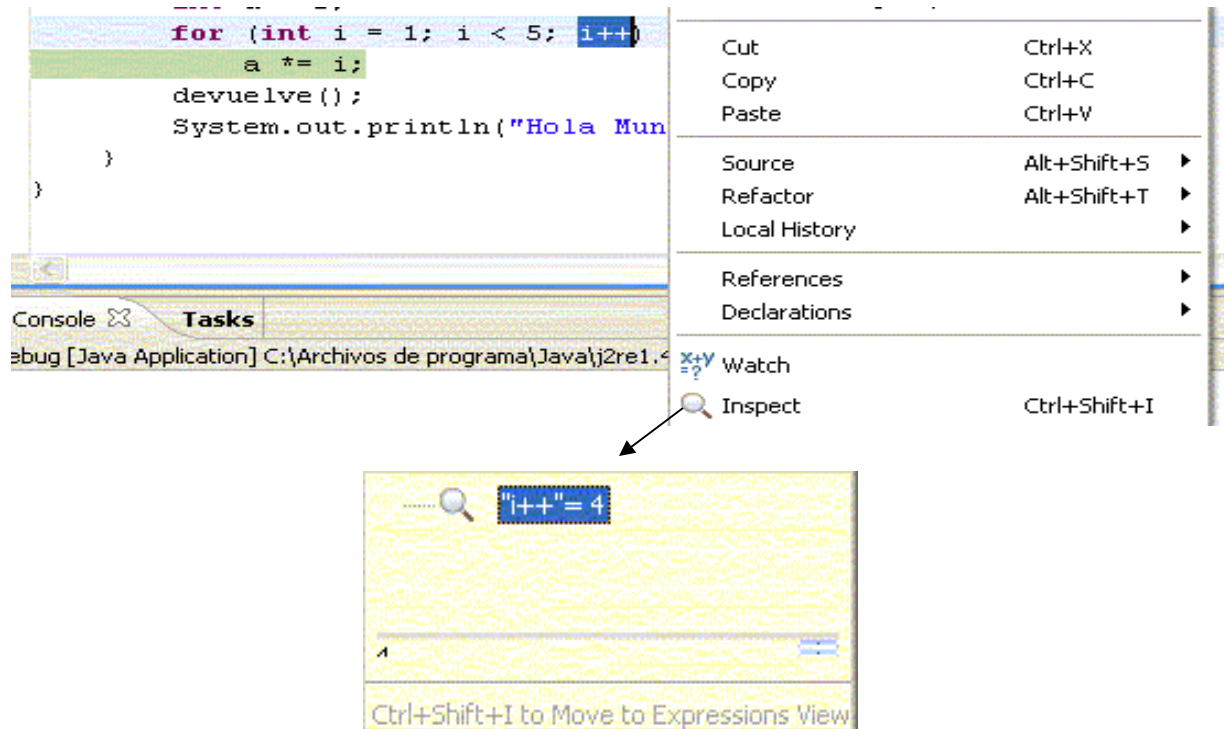 for (int i = 1; i < 5; i++)
a *= i;
devuelve();
System.out.println("Hola Mun
}
}
Cut Ctrl+X
Copy Ctrl+C
Paste Ctrl+V
Source Alt+Shift+S
Refactor Alt+Shift+T
Local History
References
Declarations
Watch
Inspect Ctrl+Shift+I
Console Tasks
ebug [Java Application] C:\Archivos de programa\Java\j2re1.4
"i++"= 4
4
Ctrl+Shift+I to Move to Expressions View